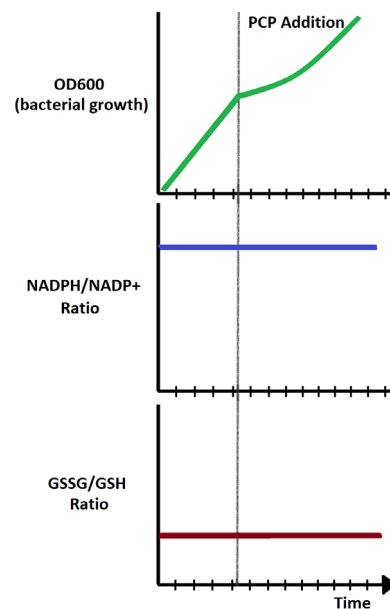 PCP Addition
OD600
(bacterial growth)
NADPH/NADP+
Ratio
GSSG/GSH
Ratio
Time